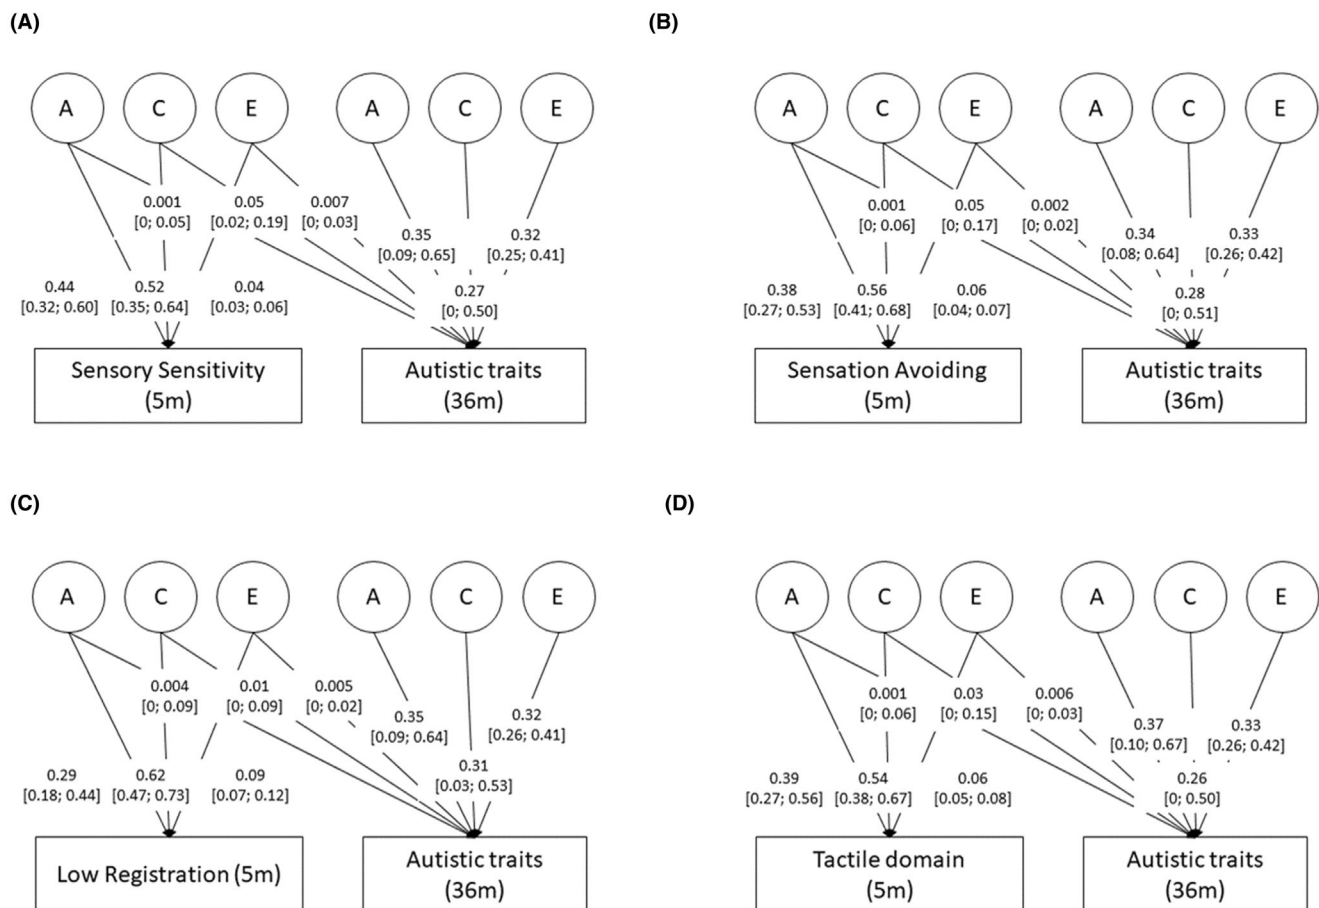 (A)
A C E A C E
0.001 0.05 0.007
[0; 0.05] [0.02; 0.19] [0; 0.03]
0.35 0.32
[0.09; 0.65] [0.25; 0.41]
0.44 0.52 0.04 0.27
[0.32; 0.60] [0.35; 0.64] [0.03; 0.06] [0; 0.50]
Sensory Sensitivity
(5m)
Autistic traits
(36m)
(B)
A C E A C E
0.001 0.05 0.002
[0; 0.06] [0; 0.17] [0; 0.02]
0.34 0.33
[0.08; 0.64] [0.26; 0.42]
0.38 0.56 0.06 0.28
[0.27; 0.53] [0.41; 0.68] [0.04; 0.07] [0; 0.51]
Sensation Avoiding
(5m)
Autistic traits
(36m)
(C)
A C E A C E
0.004 0.01 0.005
[0; 0.09] [0; 0.09] [0; 0.02]
0.35 0.32
[0.09; 0.64] [0.26; 0.41]
0.29 0.62 0.09 0.31
[0.18; 0.44] [0.47; 0.73] [0.07; 0.12] [0.03; 0.53]
Low Registration (5m)
Autistic traits
(36m)
(D)
A C E A C E
0.001 0.03 0.006
[0; 0.06] [0; 0.15] [0; 0.03]
0.37 0.33
[0.10; 0.67] [0.26; 0.42]
0.39 0.54 0.06 0.26
[0.27; 0.56] [0.38; 0.67] [0.05; 0.08] [0; 0.50]
Tactile domain
(5m)
Autistic traits
(36m)